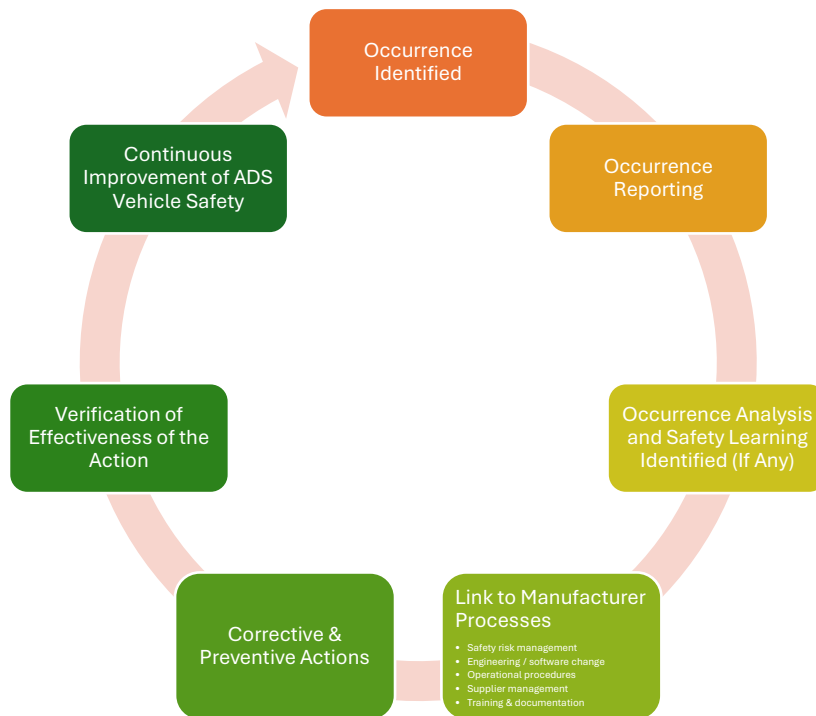 Occurrence
Identified
Occurrence
Reporting
Occurrence Analysis
and Safety Learning
Identified (If Any)
Link to Manufacturer
Processes
• Safety risk management
• Engineering / software change
• Operational procedures
• Supplier management
• Training & documentation
Corrective &
Preventive Actions
Verification of
Effectiveness of the
Action
Continuous
Improvement of ADS
Vehicle Safety